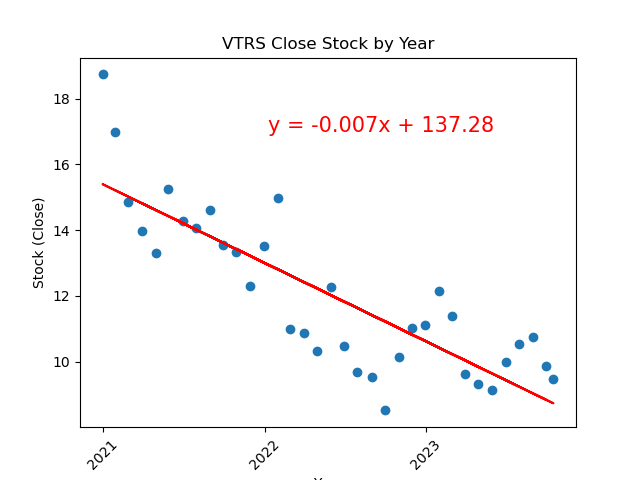 VTRS Close Stock by Year
y = -0.007x + 137.28
Stock (Close)
18
16
14
12
10
2021
2022
2023